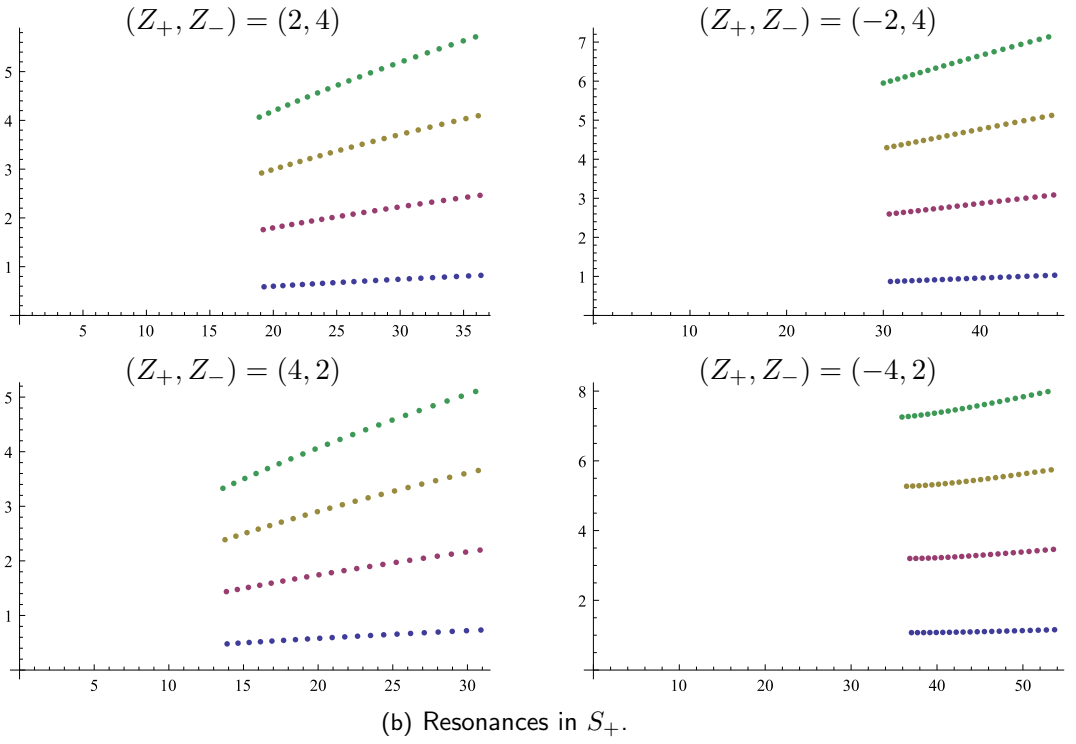 (Z₊, Z₋) = (2, 4)
5
4
3
2
1
5 10 15 20 25 30 35
(Z₊, Z₋) = (−2, 4)
7
6
5
4
3
2
1
10 20 30 40
(Z₊, Z₋) = (4, 2)
5
4
3
2
1
5 10 15 20 25 30
(Z₊, Z₋) = (−4, 2)
8
6
4
2
10 20 30 40 50
(b) Resonances in S₊.